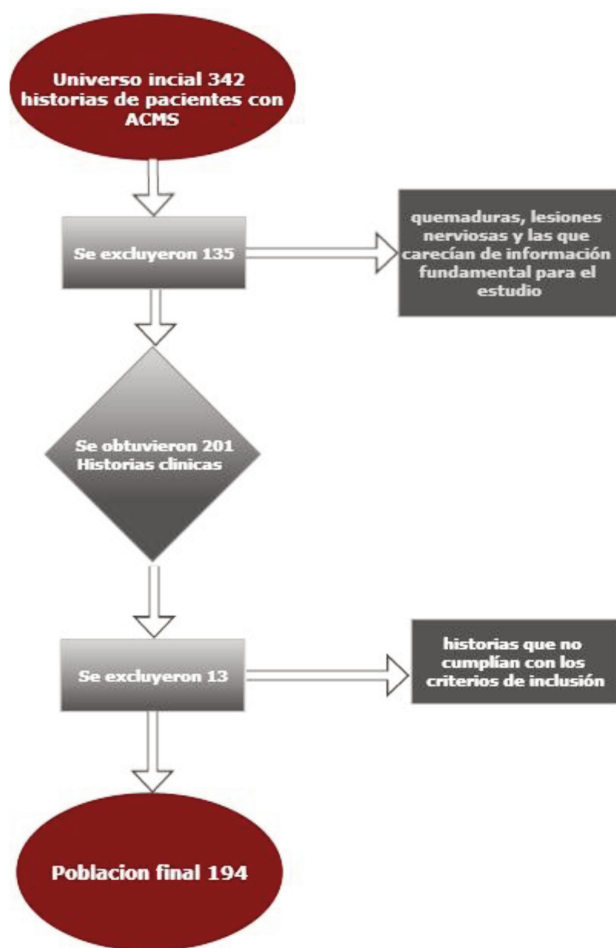 Universo incial 342
historias de pacientes con
ACMS
Se excluyeron 135
quemaduras, lesiones
nerviosas y las que
carecían de información
fundamental para el
estudio
Se obtuvieron 201
Historias clinicas
Se excluyeron 13
historias que no
cumplían con los
criterios de inclusión
Poblacion final 194